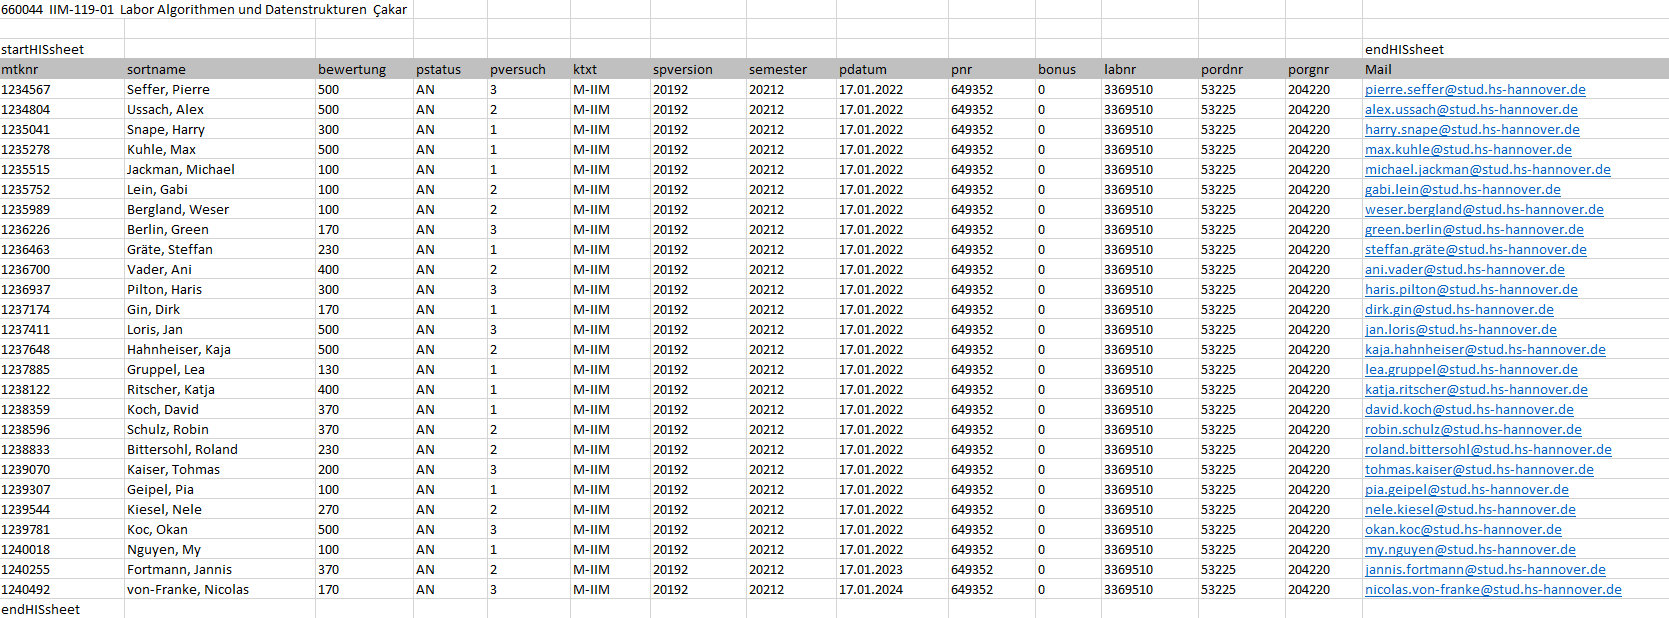 660044 IIM-119-01 Labor Algorithmen und Datenstrukturen Çakar
startHISsheet endHISsheet
mtknr sortname bewertung pstatus pversuch ktxt spversion semester pdatum pnr bonus labnr pordnr porgnr Mail
1234567 Seffer, Pierre 500 AN 3 M-IIM 20192 20212 17.01.2022 649352 0 3369510 53225 204220 pierre.seffer@stud.hs-hannover.de
1234804 Ussach, Alex 500 AN 2 M-IIM 20192 20212 17.01.2022 649352 0 3369510 53225 204220 alex.ussach@stud.hs-hannover.de
1235041 Snape, Harry 300 AN 1 M-IIM 20192 20212 17.01.2022 649352 0 3369510 53225 204220 harry.snape@stud.hs-hannover.de
1235278 Kuhle, Max 500 AN 1 M-IIM 20192 20212 17.01.2022 649352 0 3369510 53225 204220 max.kuhle@stud.hs-hannover.de
1235515 Jackman, Michael 100 AN 1 M-IIM 20192 20212 17.01.2022 649352 0 3369510 53225 204220 michael.jackman@stud.hs-hannover.de
1235752 Lein, Gabi 100 AN 2 M-IIM 20192 20212 17.01.2022 649352 0 3369510 53225 204220 gabi.lein@stud.hs-hannover.de
1235989 Bergland, Weser 100 AN 2 M-IIM 20192 20212 17.01.2022 649352 0 3369510 53225 204220 weser.bergland@stud.hs-hannover.de
1236226 Berlin, Green 170 AN 3 M-IIM 20192 20212 17.01.2022 649352 0 3369510 53225 204220 green.berlin@stud.hs-hannover.de
1236463 Gräte, Steffan 230 AN 1 M-IIM 20192 20212 17.01.2022 649352 0 3369510 53225 204220 steffan.gräte@stud.hs-hannover.de
1236700 Vader, Ani 400 AN 2 M-IIM 20192 20212 17.01.2022 649352 0 3369510 53225 204220 ani.vader@stud.hs-hannover.de
1236937 Pilton, Haris 300 AN 3 M-IIM 20192 20212 17.01.2022 649352 0 3369510 53225 204220 haris.pilton@stud.hs-hannover.de
1237174 Gin, Dirk 170 AN 1 M-IIM 20192 20212 17.01.2022 649352 0 3369510 53225 204220 dirk.gin@stud.hs-hannover.de
1237411 Loris, Jan 500 AN 3 M-IIM 20192 20212 17.01.2022 649352 0 3369510 53225 204220 jan.loris@stud.hs-hannover.de
1237648 Hahnheiser, Kaja 500 AN 2 M-IIM 20192 20212 17.01.2022 649352 0 3369510 53225 204220 kaja.hahnheiser@stud.hs-hannover.de
1237885 Gruppel, Lea 130 AN 1 M-IIM 20192 20212 17.01.2022 649352 0 3369510 53225 204220 lea.gruppel@stud.hs-hannover.de
1238122 Ritscher, Katja 400 AN 1 M-IIM 20192 20212 17.01.2022 649352 0 3369510 53225 204220 katja.ritscher@stud.hs-hannover.de
1238359 Koch, David 370 AN 1 M-IIM 20192 20212 17.01.2022 649352 0 3369510 53225 204220 david.koch@stud.hs-hannover.de
1238596 Schulz, Robin 370 AN 2 M-IIM 20192 20212 17.01.2022 649352 0 3369510 53225 204220 robin.schulz@stud.hs-hannover.de
1238833 Bittersohl, Roland 230 AN 2 M-IIM 20192 20212 17.01.2022 649352 0 3369510 53225 204220 roland.bittersohl@stud.hs-hannover.de
1239070 Kaiser, Tohmas 200 AN 3 M-IIM 20192 20212 17.01.2022 649352 0 3369510 53225 204220 tohmas.kaiser@stud.hs-hannover.de
1239307 Geipel, Pia 100 AN 1 M-IIM 20192 20212 17.01.2022 649352 0 3369510 53225 204220 pia.geipel@stud.hs-hannover.de
1239544 Kiesel, Nele 270 AN 2 M-IIM 20192 20212 17.01.2022 649352 0 3369510 53225 204220 nele.kiesel@stud.hs-hannover.de
1239781 Koc, Okan 500 AN 3 M-IIM 20192 20212 17.01.2022 649352 0 3369510 53225 204220 okan.koc@stud.hs-hannover.de
1240018 Nguyen, My 100 AN 1 M-IIM 20192 20212 17.01.2022 649352 0 3369510 53225 204220 my.nguyen@stud.hs-hannover.de
1240255 Fortmann, Jannis 370 AN 2 M-IIM 20192 20212 17.01.2023 649352 0 3369510 53225 204220 jannis.fortmann@stud.hs-hannover.de
1240492 von-Franke, Nicolas 170 AN 3 M-IIM 20192 20212 17.01.2024 649352 0 3369510 53225 204220 nicolas.von-franke@stud.hs-hannover.de
endHISsheet